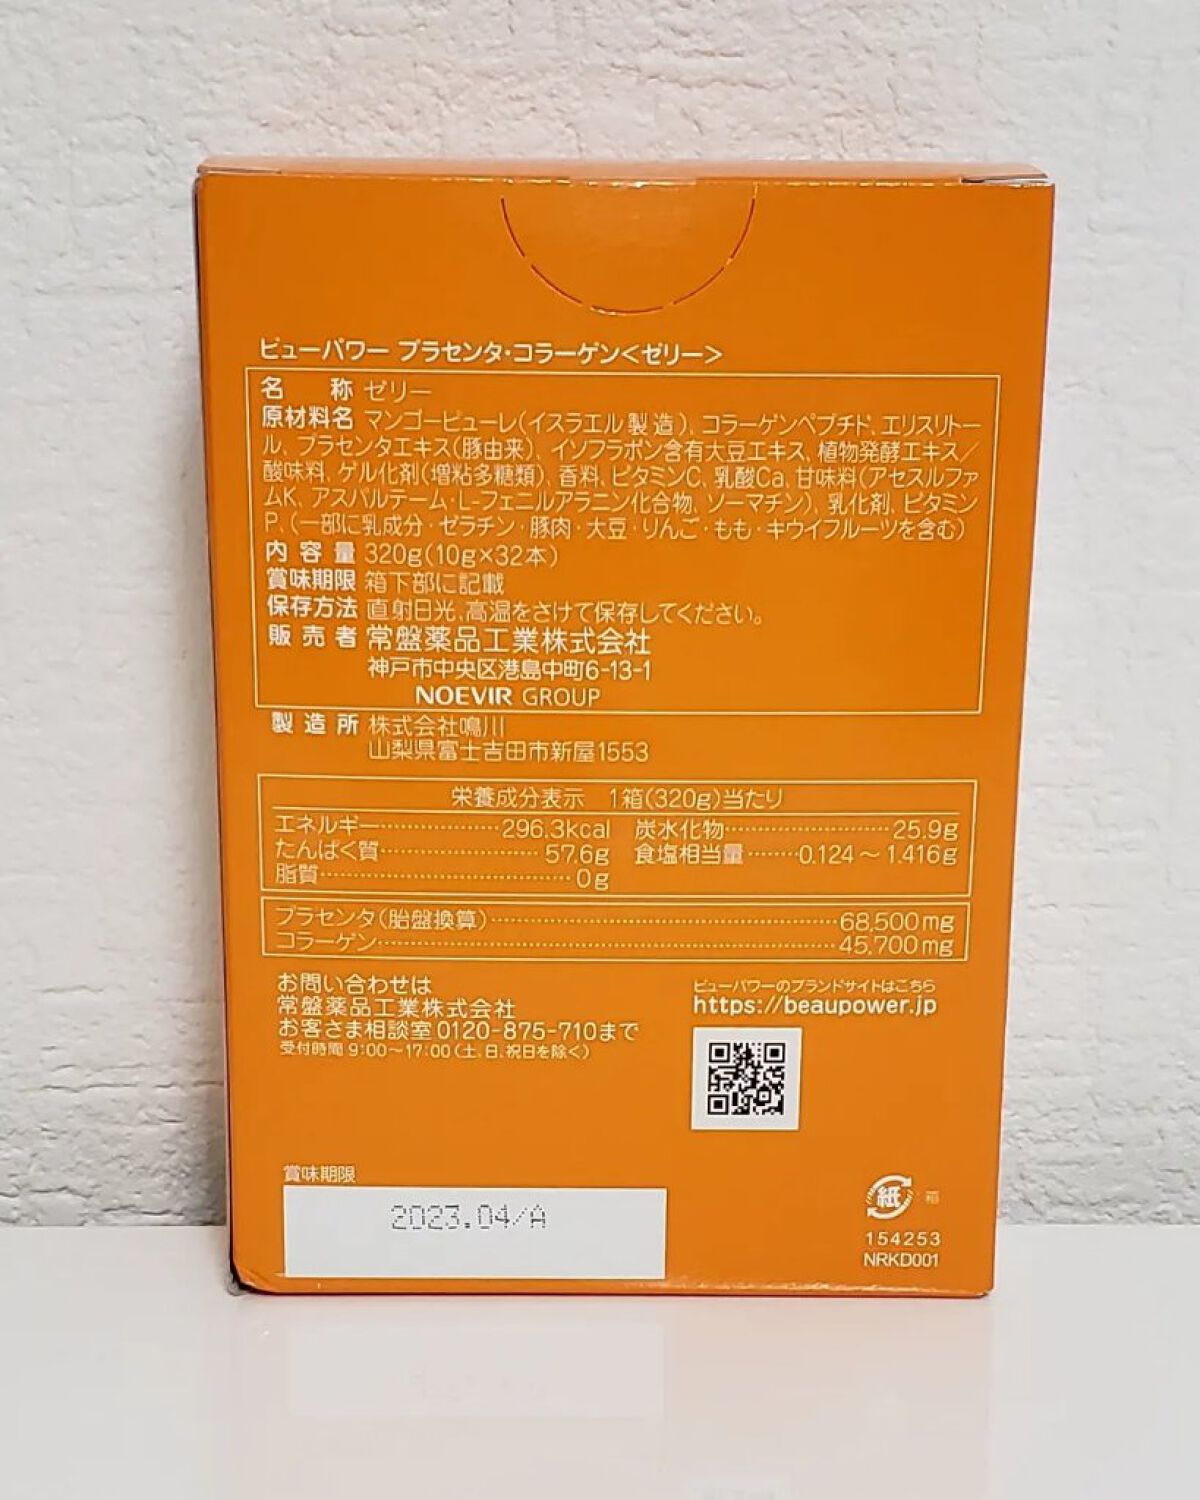 ビューパワー プラセンタ・コラーゲン<ゼリー>
名称 ゼリー
原材料名 マンゴーピューレ(イスラエル製造)、コラーゲンペプチド、エリスリトー
ル、プラセンタエキス(豚由来)、イソフラボン含有大豆エキス、植物発酵エキス／
酸味料、ゲル化剤(増粘多糖類)、香料、ビタミンC、乳酸Ca、甘味料(アセスルファ
ムK、アスパルテーム・L-フェニルアラニン化合物、ソーマチン)、乳化剤、ビタミン
P、(一部に乳成分・ゼラチン・豚肉・大豆・りんご・もも・キウイフルーツを含む)
内容量 320g(10g×32本)
賞味期限 箱下部に記載
保存方法 直射日光、高温をさけて保存してください。
販売者 常盤薬品工業株式会社
神戸市中央区港島中町6-13-1
NOEVIR GROUP
製造所 株式会社鳴川
山梨県富士吉田市新屋1553
栄養成分表示 1箱(320g)当たり
エネルギー 296.3kcal 炭水化物 25.9g
たんぱく質 57.6g 食塩相当量 0.124～1.416g
脂質 0g
プラセンタ(胎盤換算) 68,500mg
コラーゲン 45,700mg
お問い合わせは
常盤薬品工業株式会社
お客さま相談室 0120-875-710まで
受付時間 9:00～17:00(土、日、祝日を除く)
ビューパワーのブランドサイトはこちら
https://beaupower.jp
賞味期限
2023.04/A
紙 : 箱
154253
NRKD001